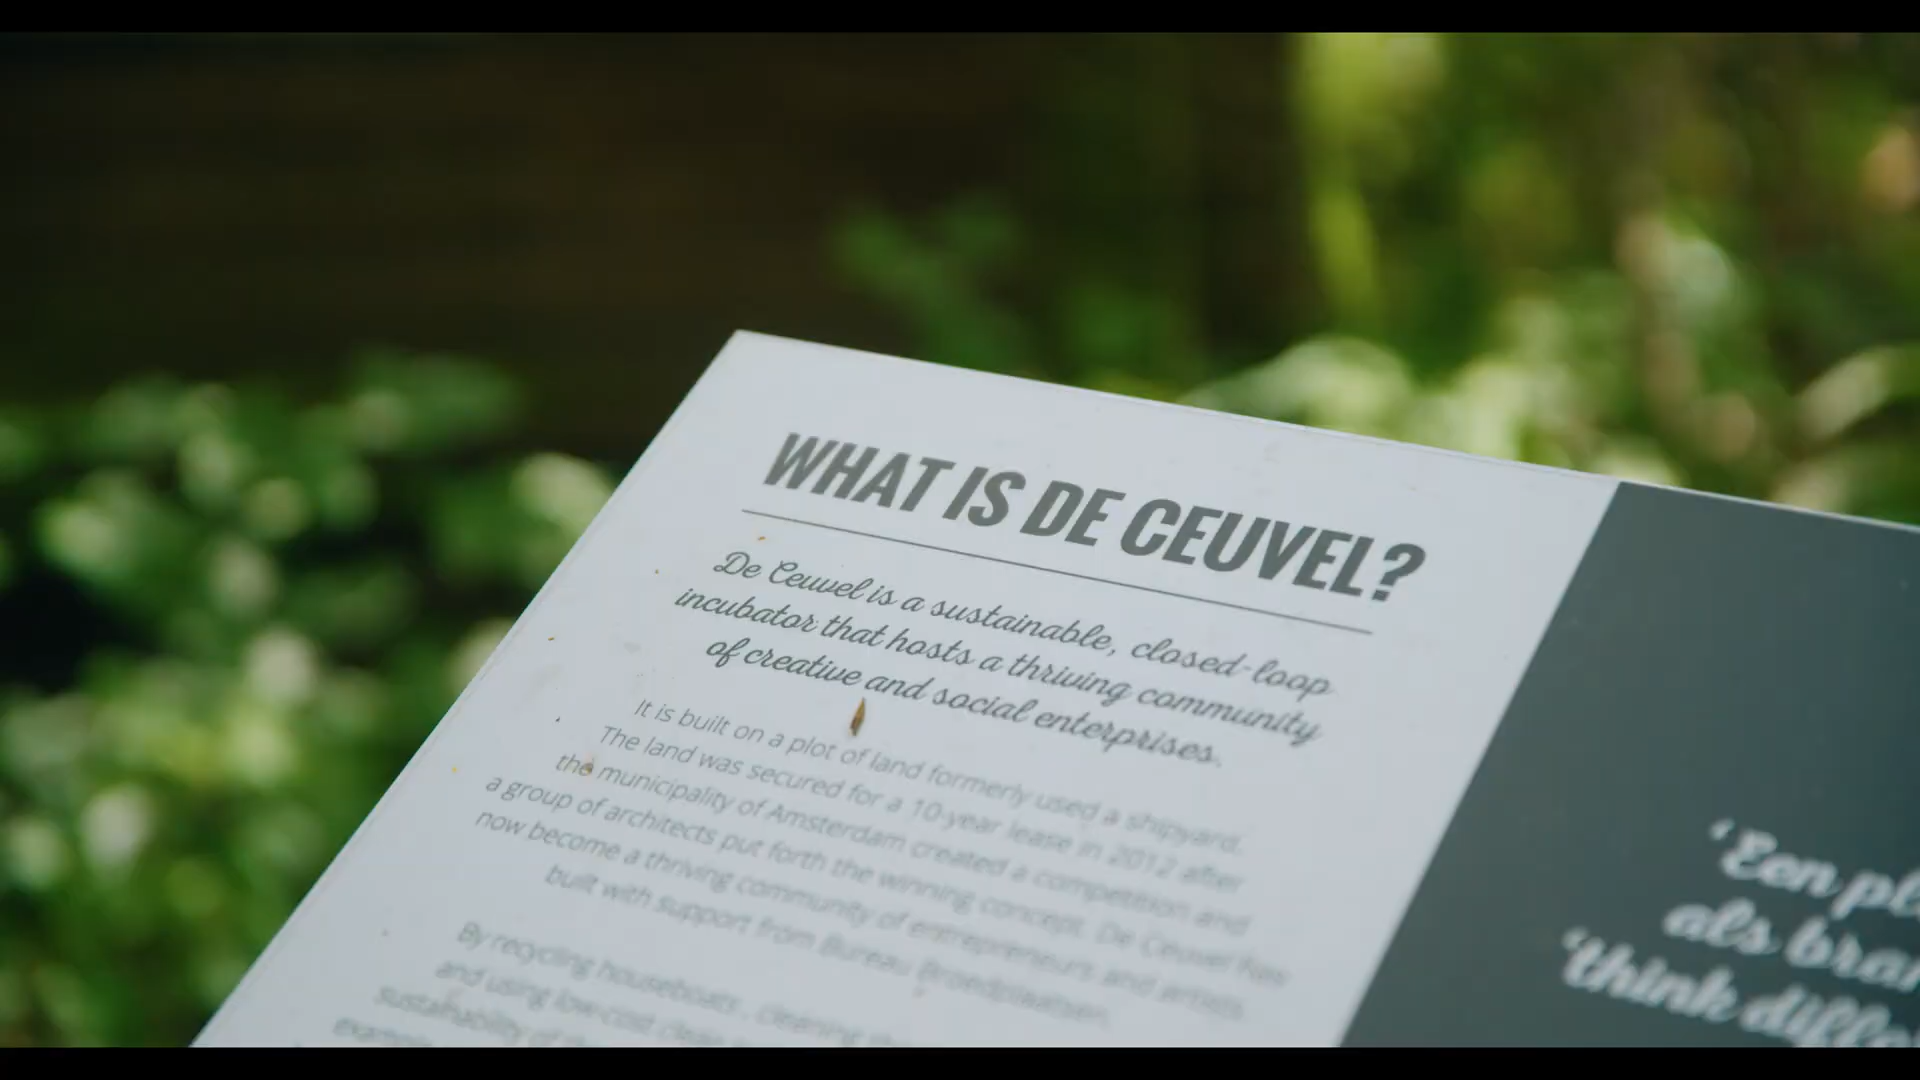 WHAT IS DE CEUVEL?
De Ceuvel is a sustainable, closed-loop
incubator that hosts a thriving community
of creative and social enterprises.
It is built on a plot of land formerly used a shipyard.
The land was secured for a 10-year lease in 2012 after
the municipality of Amsterdam created a competition and
a group of architects put forth the winning concept. De Ceuvel has
now become a thriving community of entrepreneurs and artists,
built with support from Bureau Broedplaatsen.
By recycling houseboats, cleaning
and using low-cost clean
sustainability of
'Een
als
'think